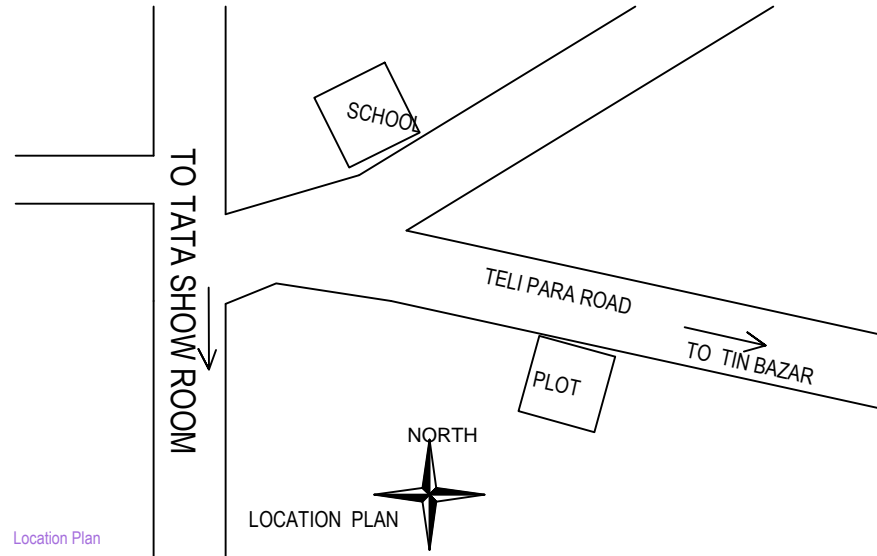 SCHOOL
TO TATA SHOW ROOM
TELI PARA ROAD
TO TIN BAZAR
PLOT
NORTH
LOCATION PLAN
Location Plan